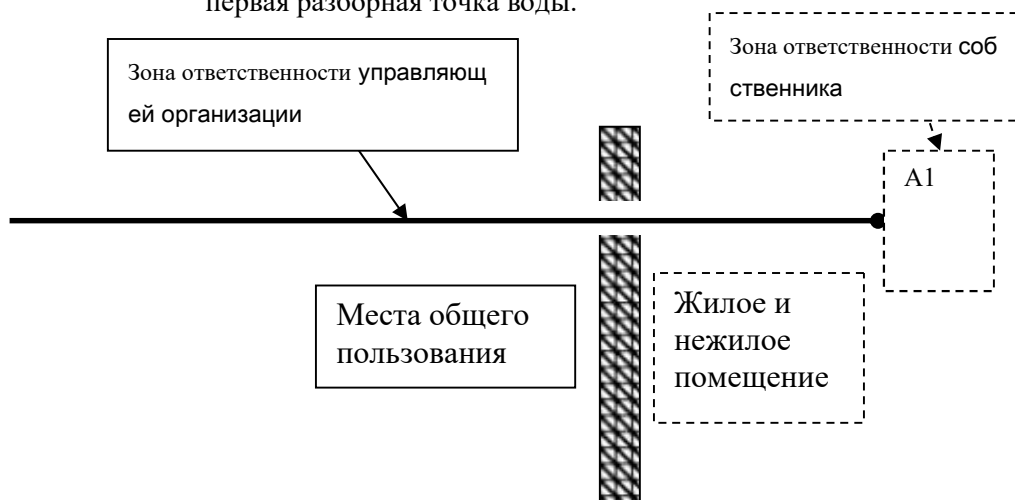 первая разборная точка воды.
Зона ответственности соб
ственника
Зона ответственности управляющ
ей организации
А1
Места общего
пользования
Жилое и
нежилое
помещение